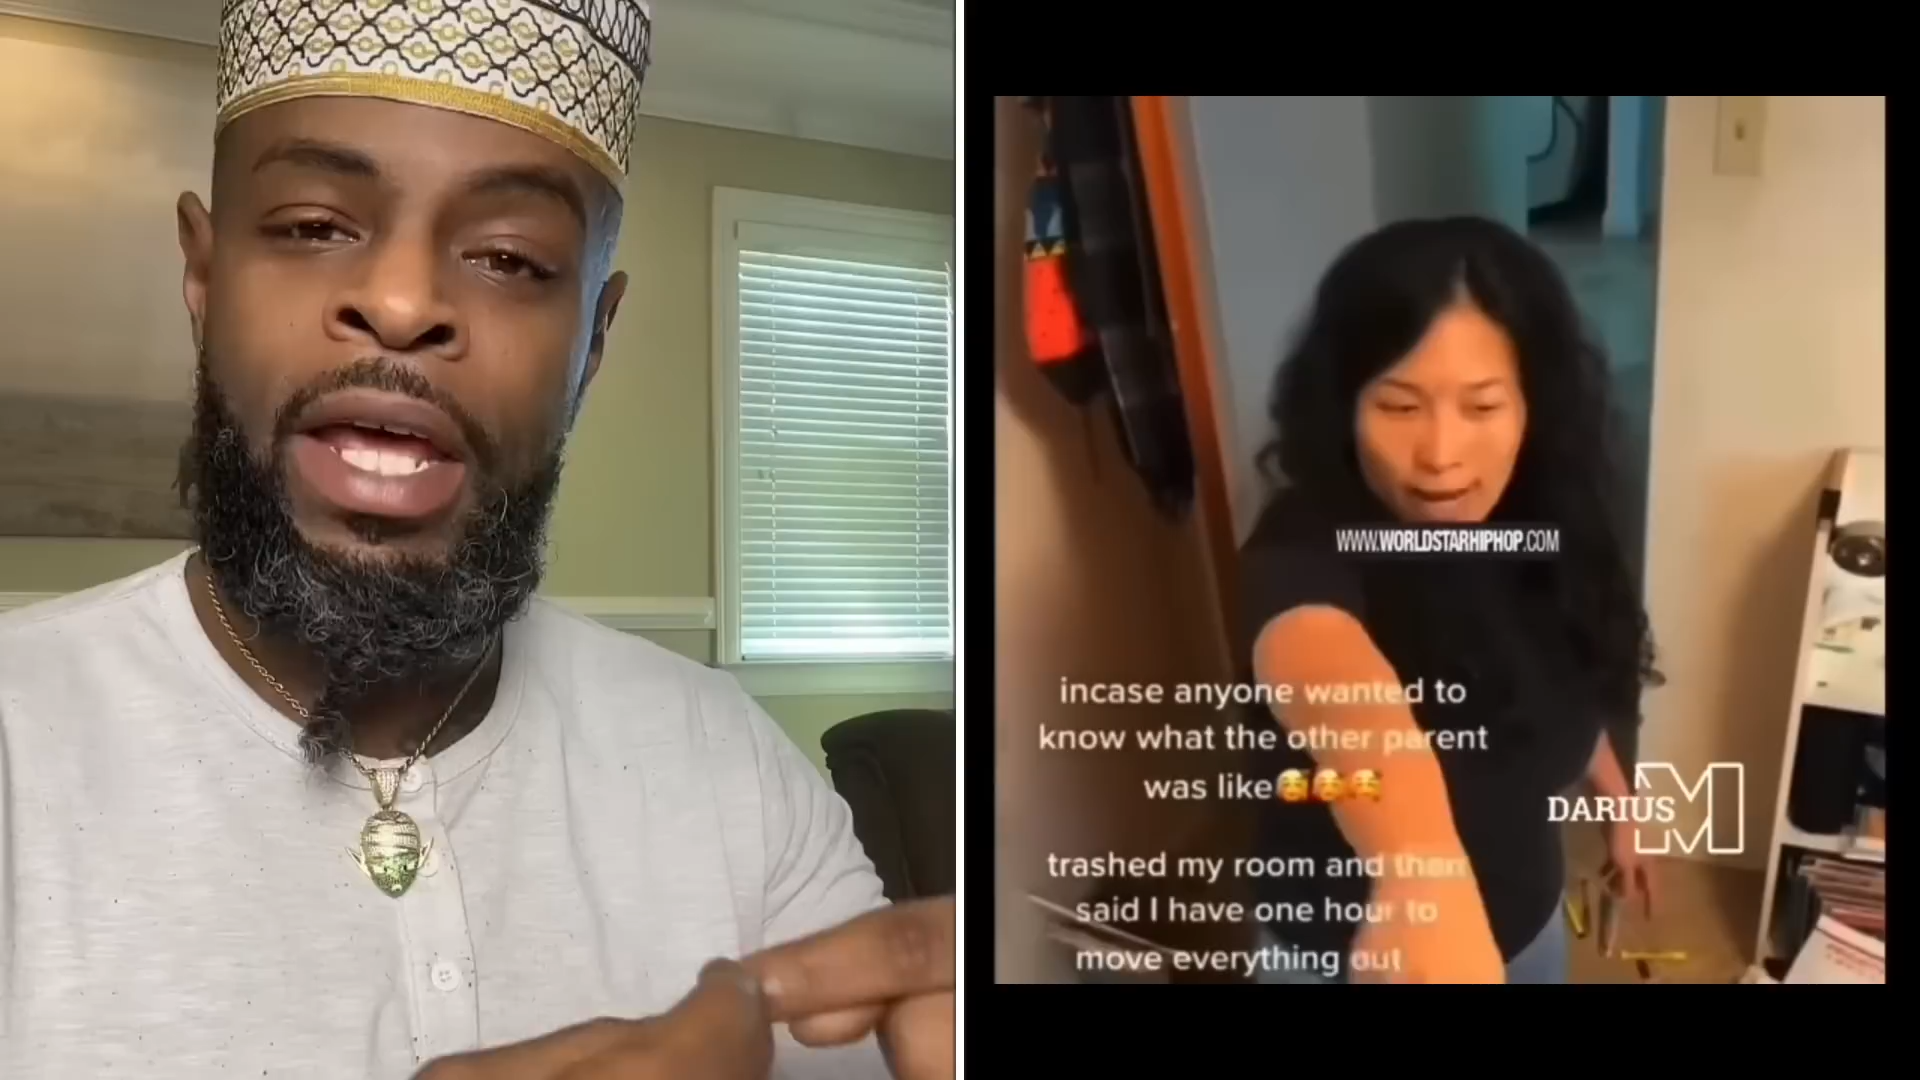 WWW.WORLDSTARHIPHOP.COM
incase anyone wanted to
know what the other parent
was like🥰🥰🥰
DARIUS M
trashed my room and then
said I have one hour to
move everything out